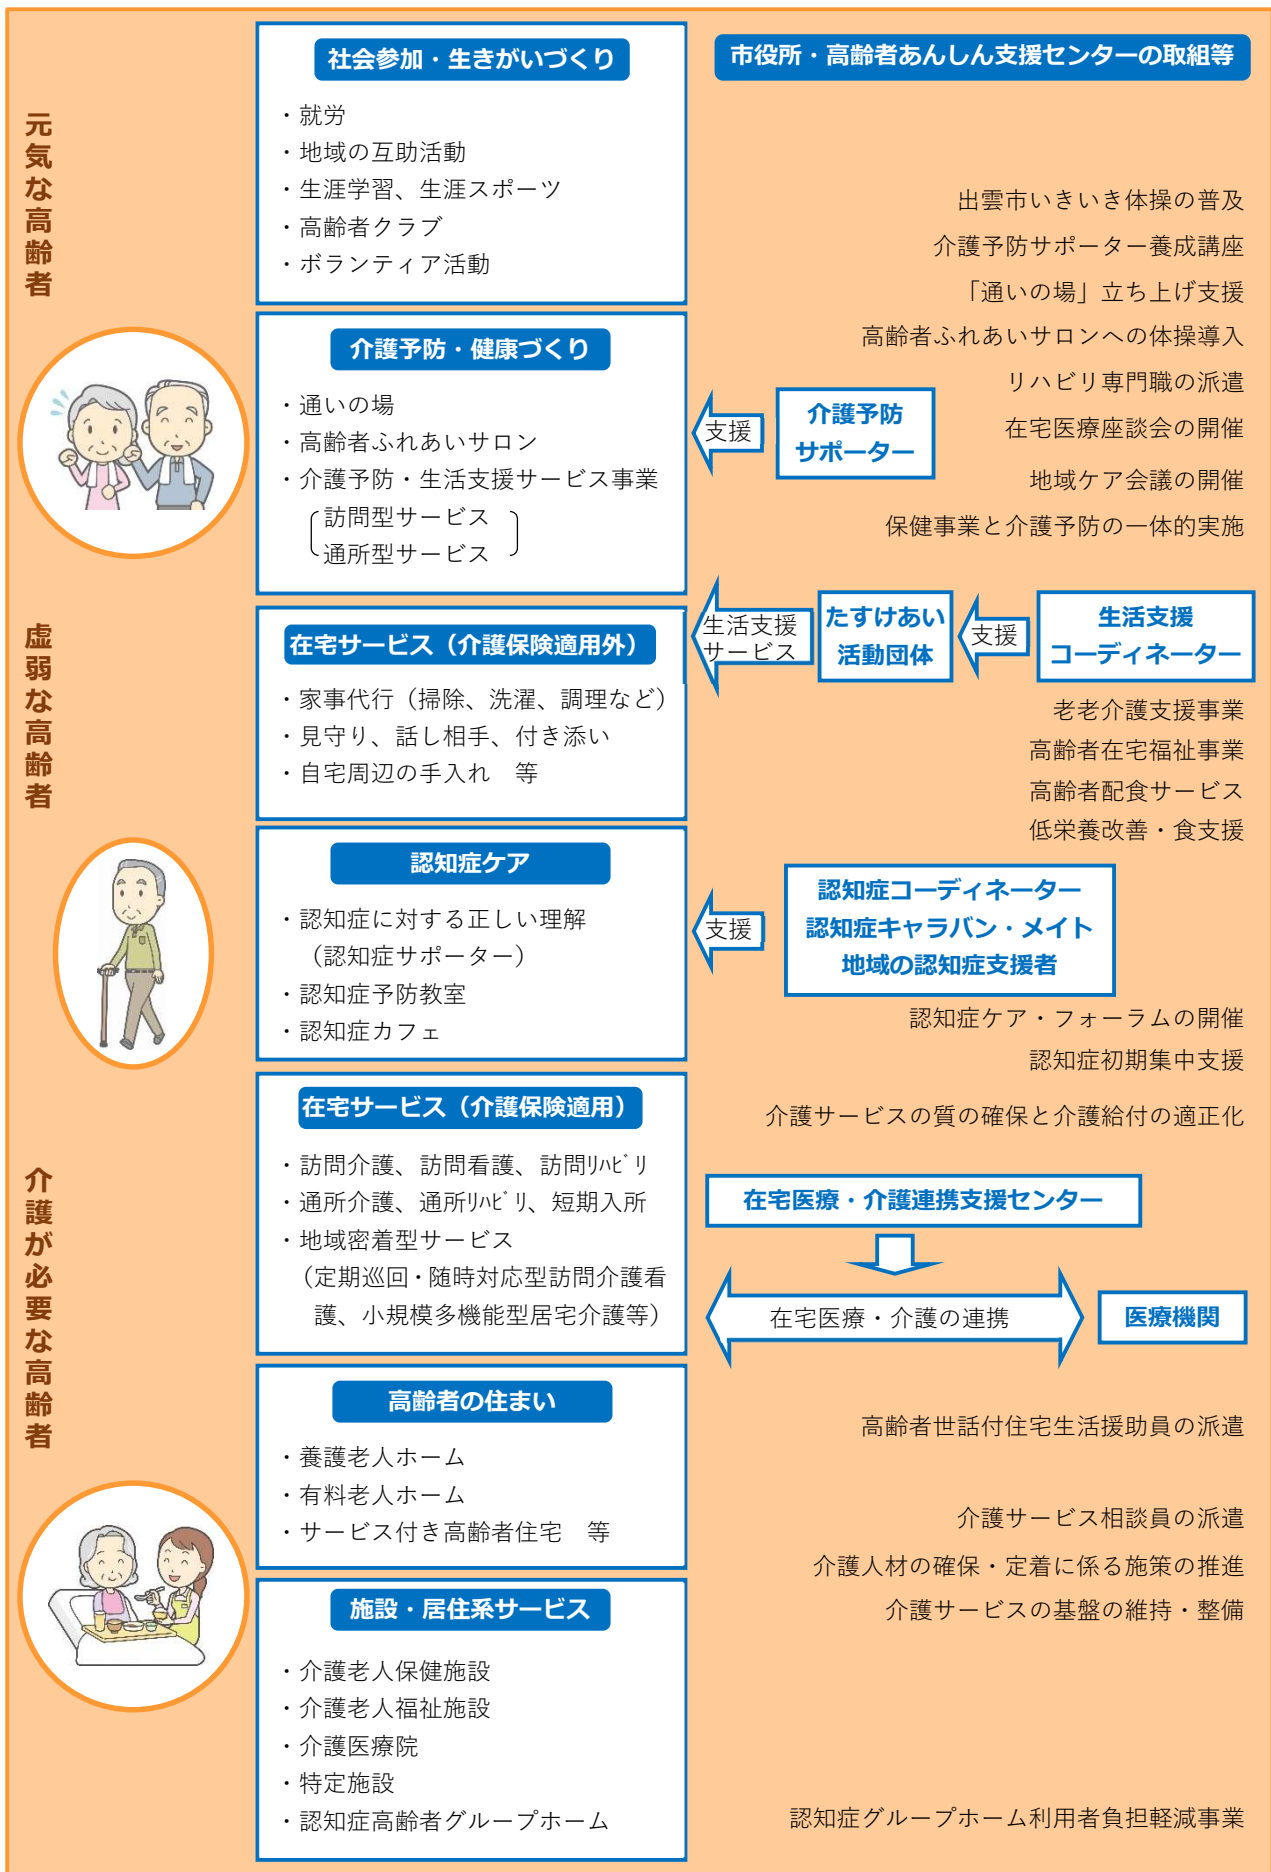 元気な高齢者
社会参加・生きがいづくり
・就労
・地域の互助活動
・生涯学習、生涯スポーツ
・高齢者クラブ
・ボランティア活動
市役所・高齢者あんしん支援センターの取組等
出雲市いきいき体操の普及
介護予防サポーター養成講座
「通いの場」立ち上げ支援
高齢者ふれあいサロンへの体操導入
リハビリ専門職の派遣
在宅医療座談会の開催
地域ケア会議の開催
保健事業と介護予防の一体的実施
介護予防・健康づくり
・通いの場
・高齢者ふれあいサロン
・介護予防・生活支援サービス事業
訪問型サービス
通所型サービス
支援
介護予防
サポーター
虚弱な高齢者
在宅サービス（介護保険適用外）
・家事代行（掃除、洗濯、調理など）
・見守り、話し相手、付き添い
・自宅周辺の手入れ　等
生活支援
サービス
たすけあい
活動団体
支援
生活支援
コーディネーター
老老介護支援事業
高齢者在宅福祉事業
高齢者配食サービス
低栄養改善・食支援
認知症ケア
・認知症に対する正しい理解
（認知症サポーター）
・認知症予防教室
・認知症カフェ
支援
認知症コーディネーター
認知症キャラバン・メイト
地域の認知症支援者
認知症ケア・フォーラムの開催
認知症初期集中支援
介護サービスの質の確保と介護給付の適正化
介護が必要な高齢者
在宅サービス（介護保険適用）
・訪問介護、訪問看護、訪問ﾘﾊﾋﾞﾘ
・通所介護、通所ﾘﾊﾋﾞﾘ、短期入所
・地域密着型サービス
（定期巡回・随時対応型訪問介護看
護、小規模多機能型居宅介護等）
在宅医療・介護連携支援センター
在宅医療・介護の連携
医療機関
高齢者の住まい
・養護老人ホーム
・有料老人ホーム
・サービス付き高齢者住宅　等
高齢者世話付住宅生活援助員の派遣
介護サービス相談員の派遣
介護人材の確保・定着に係る施策の推進
介護サービスの基盤の維持・整備
施設・居住系サービス
・介護老人保健施設
・介護老人福祉施設
・介護医療院
・特定施設
・認知症高齢者グループホーム
認知症グループホーム利用者負担軽減事業